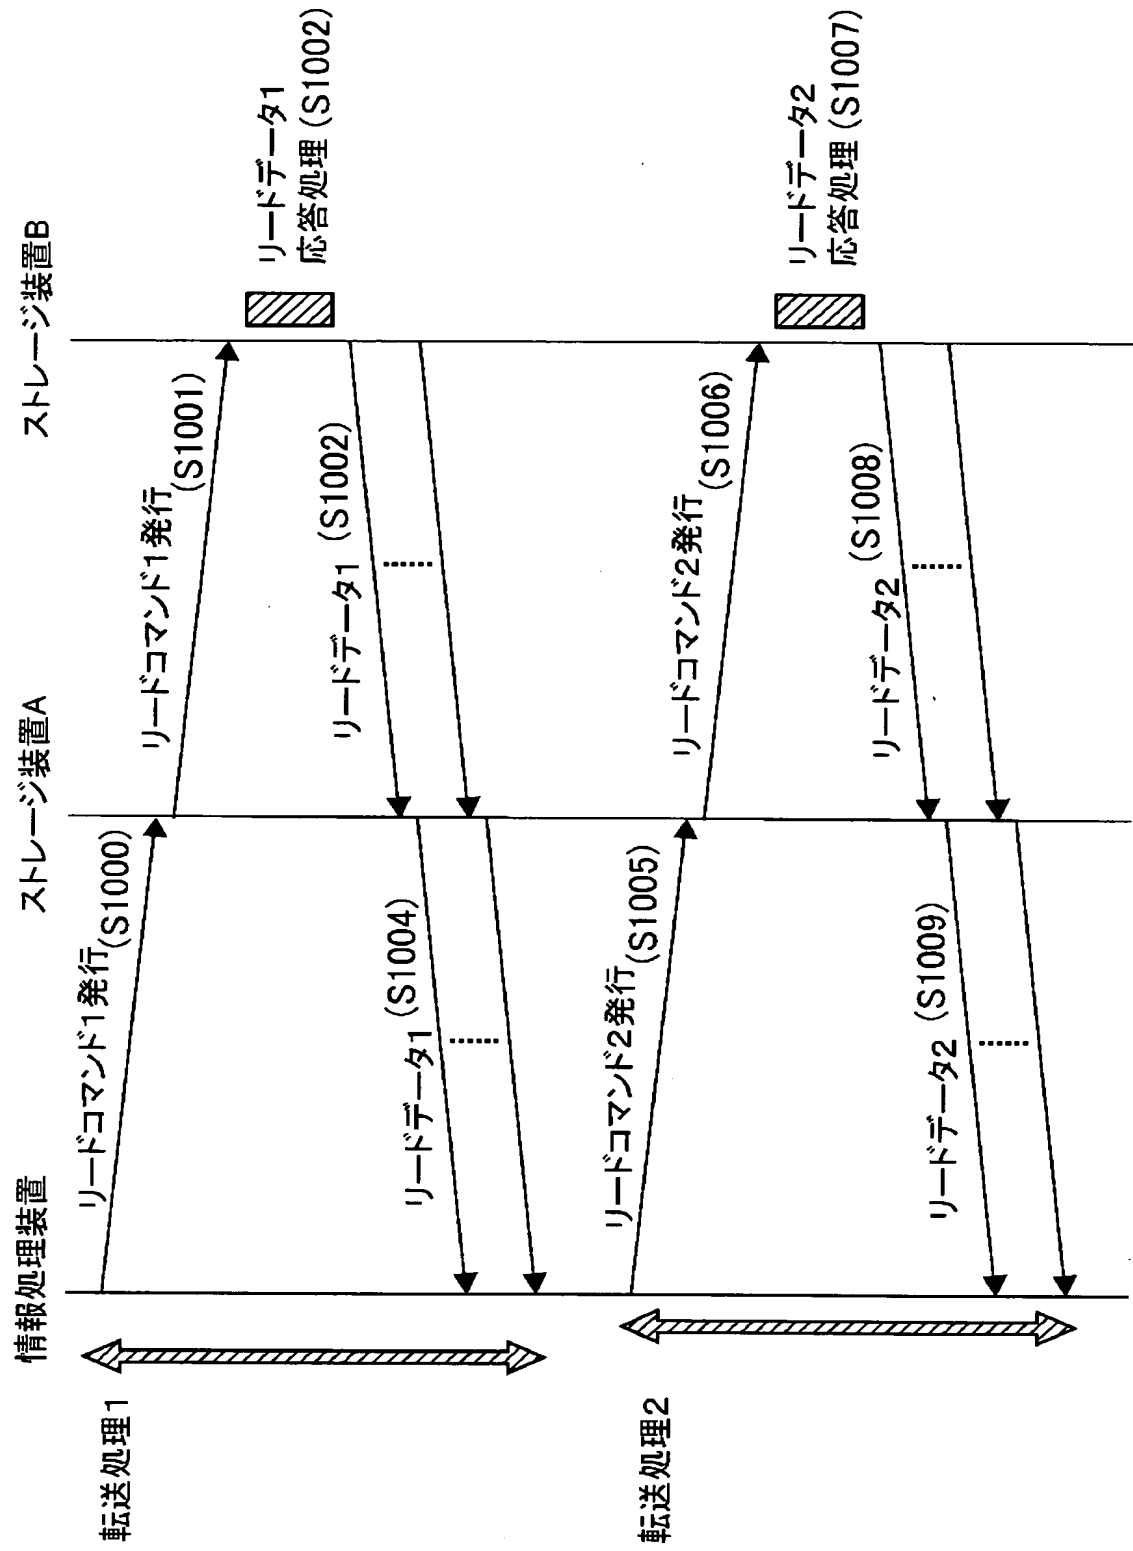 情報処理装置
ストレージ装置A
ストレージ装置B
転送処理1
リードコマンド1発行
(S1000)
リードコマンド1発行
(S1001)
リードデータ1
応答処理(S1002)
リードデータ1 (S1002)
リードデータ1 (S1004)
転送処理2
リードコマンド2発行
(S1005)
リードコマンド2発行
(S1006)
リードデータ2
応答処理(S1007)
リードデータ2 (S1008)
リードデータ2 (S1009)